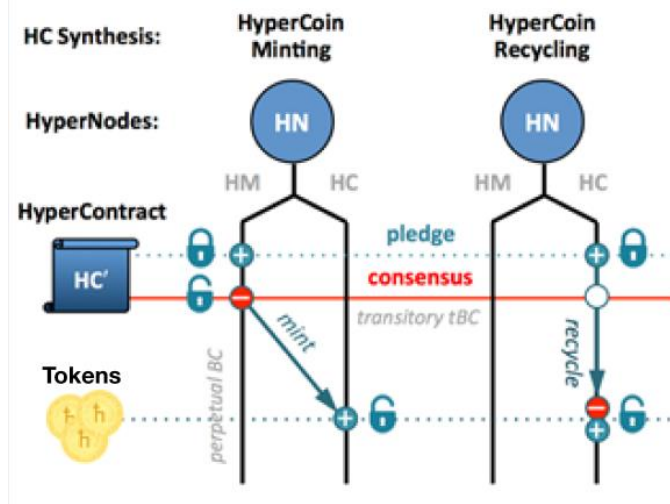 HC Synthesis:
HyperCoin
Minting
HyperCoin
Recycling
HyperNodes:
HN
HN
HM
HC
HM
HC
HyperContract
pledge
HC′
consensus
transitory tBC
mint
recycle
perpetual BC
Tokens
ħ
ħ
ħ